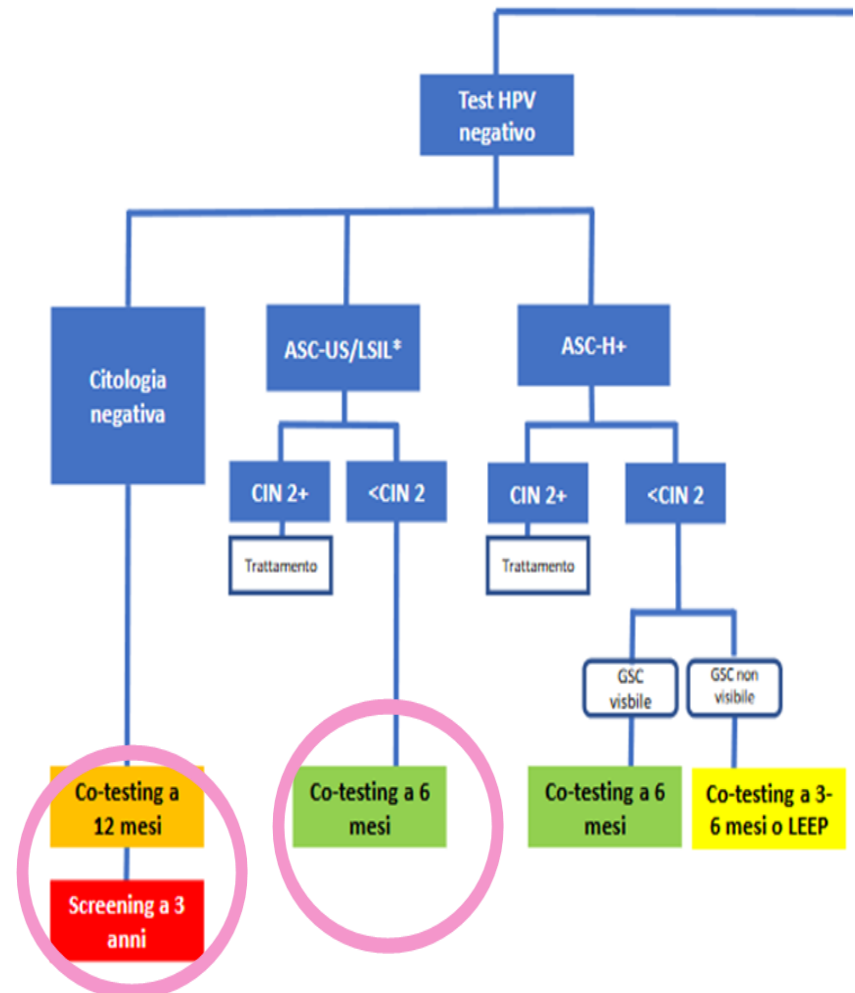 Test HPV
negativo
Citologia
negativa
ASC-US/LSIL*
ASC-H+
CIN 2+
<CIN 2
CIN 2+
<CIN 2
Trattamento
Trattamento
GSC
visbile
GSC non
visibile
Co-testing a
12 mesi
Co-testing a 6
mesi
Co-testing a 6
mesi
Co-testing a 3-
6 mesi o LEEP
Screening a 3
anni